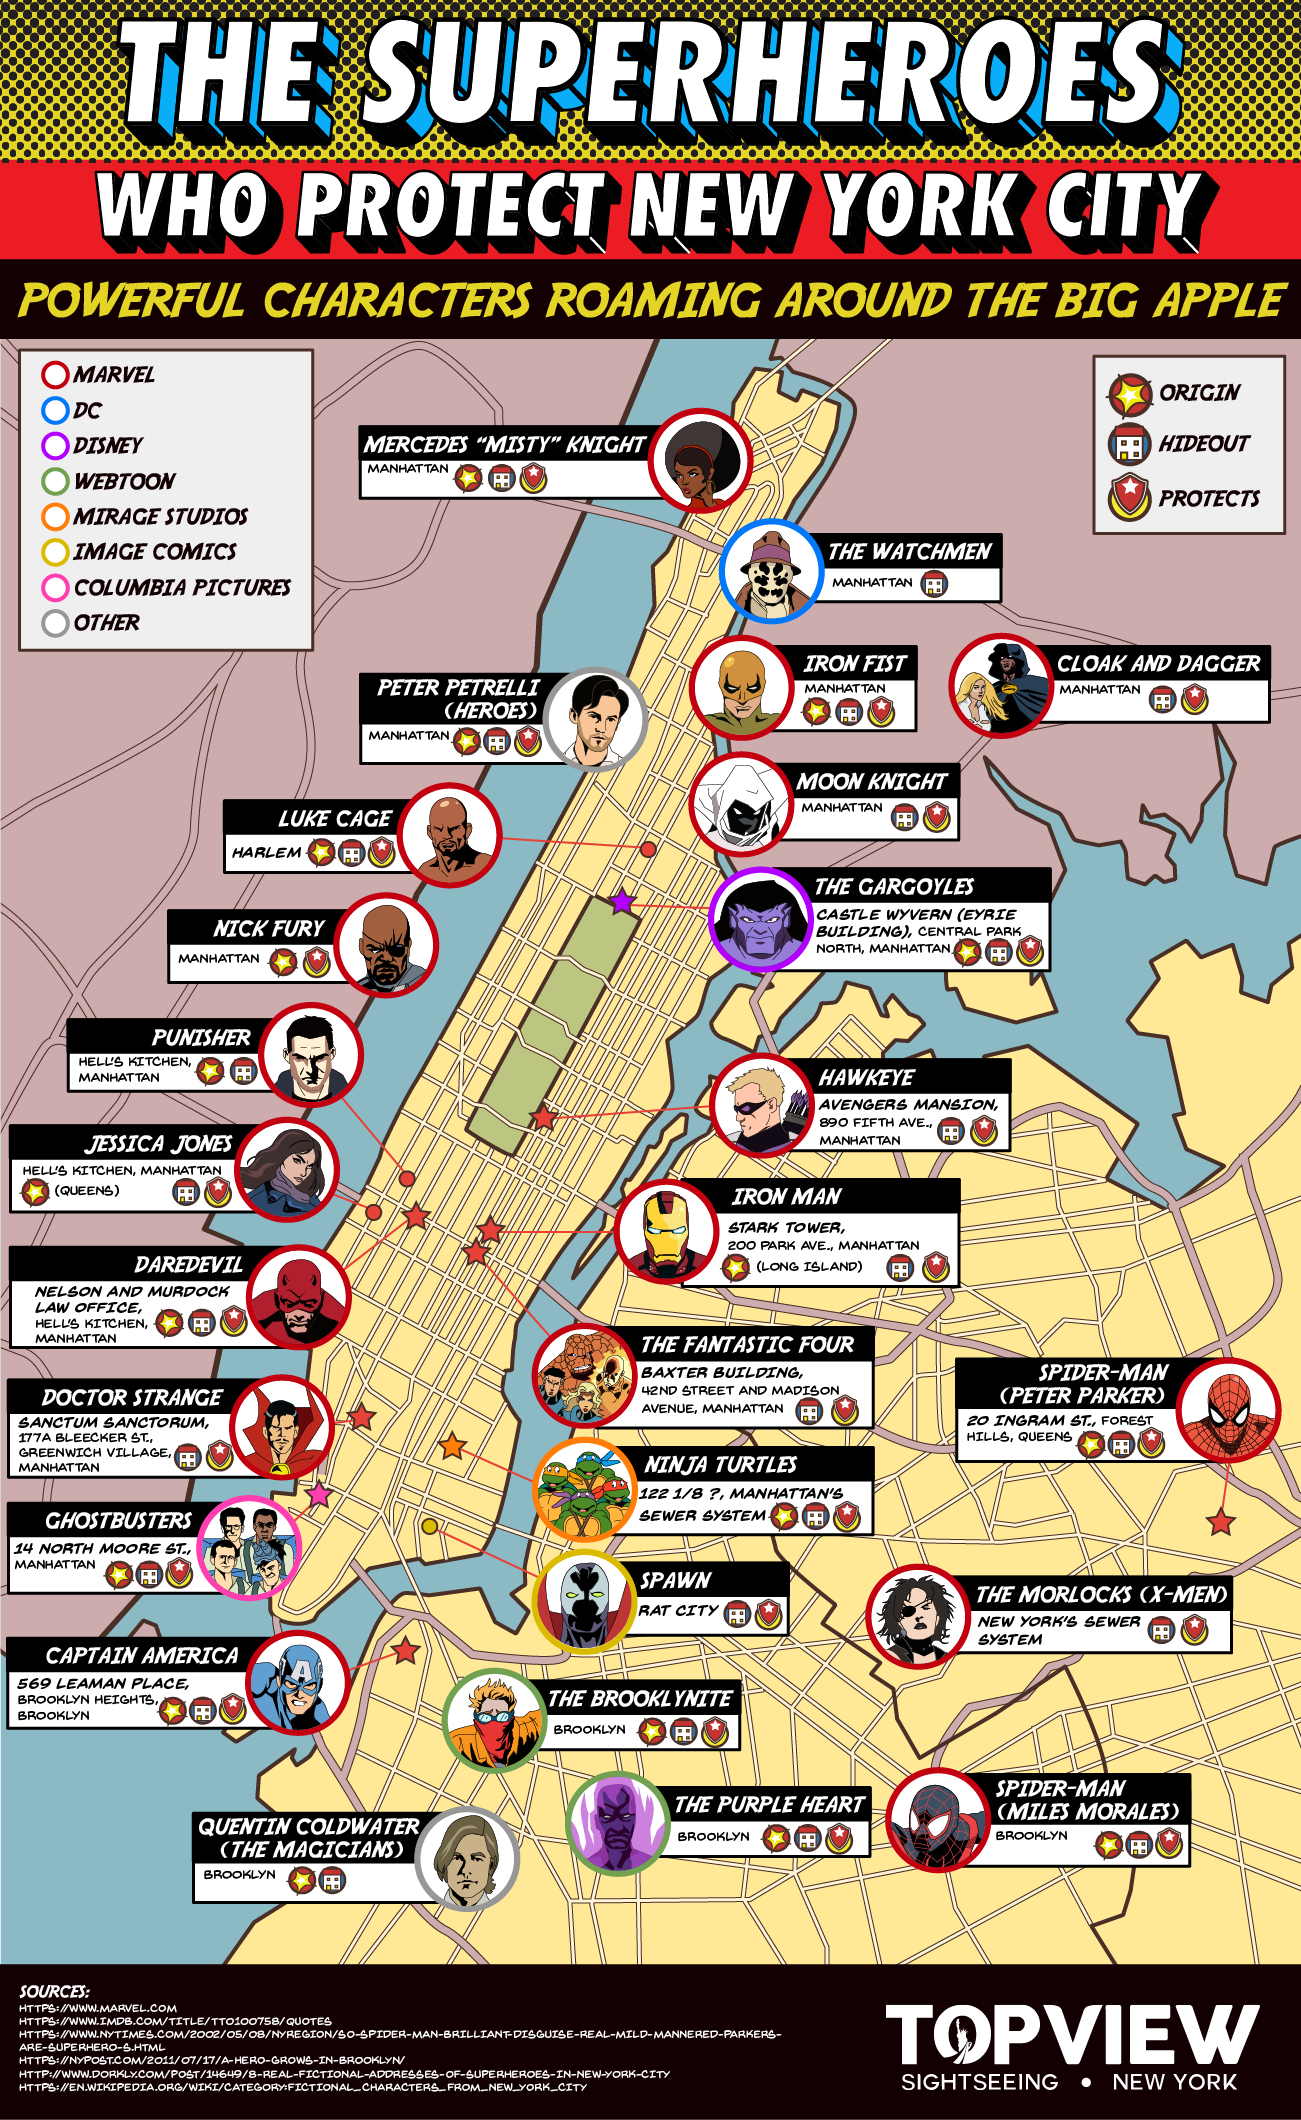 THE SUPERHEROES
WHO PROTECT NEW YORK CITY
POWERFUL CHARACTERS ROAMING AROUND THE BIG APPLE
MARVEL
DC
DISNEY
WEBTOON
MIRAGE STUDIOS
IMAGE COMICS
COLUMBIA PICTURES
OTHER
ORIGIN
HIDEOUT
PROTECTS
MERCEDES "MISTY" KNIGHT
MANHATTAN
THE WATCHMEN
MANHATTAN
IRON FIST
MANHATTAN
CLOAK AND DAGGER
MANHATTAN
PETER PETRELLI
(HEROES)
MANHATTAN
MOON KNIGHT
MANHATTAN
LUKE CAGE
HARLEM
THE GARGOYLES
CASTLE WYVERN (EYRIE
BUILDING), CENTRAL PARK
NORTH, MANHATTAN
NICK FURY
MANHATTAN
PUNISHER
HELL'S KITCHEN,
MANHATTAN
HAWKEYE
AVENGERS MANSION,
890 FIFTH AVE.,
MANHATTAN
JESSICA JONES
HELL'S KITCHEN, MANHATTAN
(QUEENS)
IRON MAN
STARK TOWER,
200 PARK AVE., MANHATTAN
(LONG ISLAND)
DAREDEVIL
NELSON AND MURDOCK
LAW OFFICE,
HELL'S KITCHEN,
MANHATTAN
THE FANTASTIC FOUR
BAXTER BUILDING,
42ND STREET AND MADISON
AVENUE, MANHATTAN
SPIDER-MAN
(PETER PARKER)
20 INGRAM ST., FOREST
HILLS, QUEENS
DOCTOR STRANGE
SANCTUM SANCTORUM,
177A BLEECKER ST.,
GREENWICH VILLAGE,
MANHATTAN
NINJA TURTLES
122 1/8 ?, MANHATTAN'S
SEWER SYSTEM
GHOSTBUSTERS
14 NORTH MOORE ST.,
MANHATTAN
SPAWN
RAT CITY
THE MORLOCKS (X-MEN)
NEW YORK'S SEWER
SYSTEM
CAPTAIN AMERICA
569 LEAMAN PLACE,
BROOKLYN HEIGHTS,
BROOKLYN
A
THE BROOKLYNITE
BROOKLYN
THE PURPLE HEART
BROOKLYN
SPIDER-MAN
(MILES MORALES)
BROOKLYN
QUENTIN COLDWATER
(THE MAGICIANS)
BROOKLYN
SOURCES:
HTTPS://WWW.MARVEL.COM
HTTPS://WWW.IMDB.COM/TITLE/TT0100758/QUOTES
HTTPS://WWW.NYTIMES.COM/2002/05/08/NYREGION/SO-SPIDER-MAN-BRILLIANT-DISGUISE-REAL-MILD-MANNERED-PARKERS-
ARE-SUPERHERO-S.HTML
HTTPS://NYPOST.COM/2011/07/17/A-HERO-GROWS-IN-BROOKLYN/
HTTP://WWW.DORKLY.COM/POST/14649/8-REAL-FICTIONAL-ADDRESSES-OF-SUPERHEROES-IN-NEW-YORK-CITY
HTTPS://EN.WIKIPEDIA.ORG/WIKI/CATEGORY:FICTIONAL_CHARACTERS_FROM_NEW_YORK_CITY
TOPVIEW
SIGHTSEEING • NEW YORK